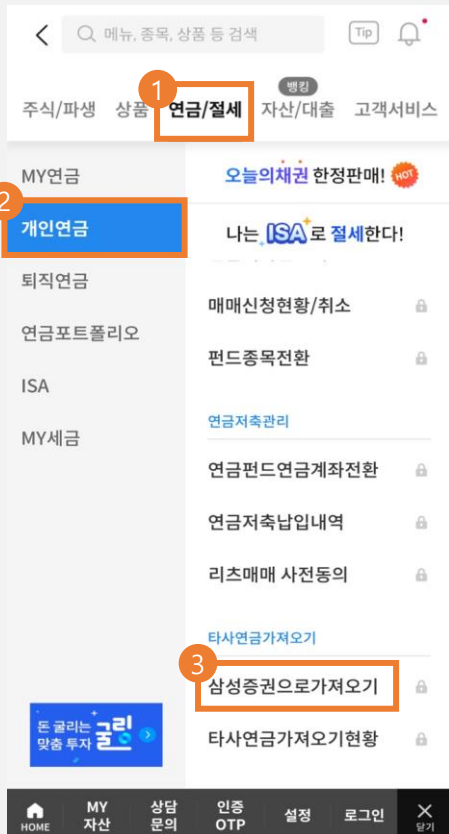 메뉴, 종목, 상품 등 검색
Tip
1
뱅킹
주식/파생 상품 연금/절세 자산/대출 고객서비스
MY연금
2
개인연금
퇴직연금
연금포트폴리오
ISA
MY세금
오늘의채권 한정판매! HOT
나는 ISA로 절세한다!
매매신청현황/취소
펀드종목전환
연금저축관리
연금펀드연금계좌전환
연금저축납입내역
리츠매매 사전동의
타사연금가져오기
3
삼성증권으로가져오기
타사연금가져오기현황
돈 굴리는
맞춤 투자 굴링
HOME
MY
자산
상담
문의
인증
OTP
설정
로그인
닫기